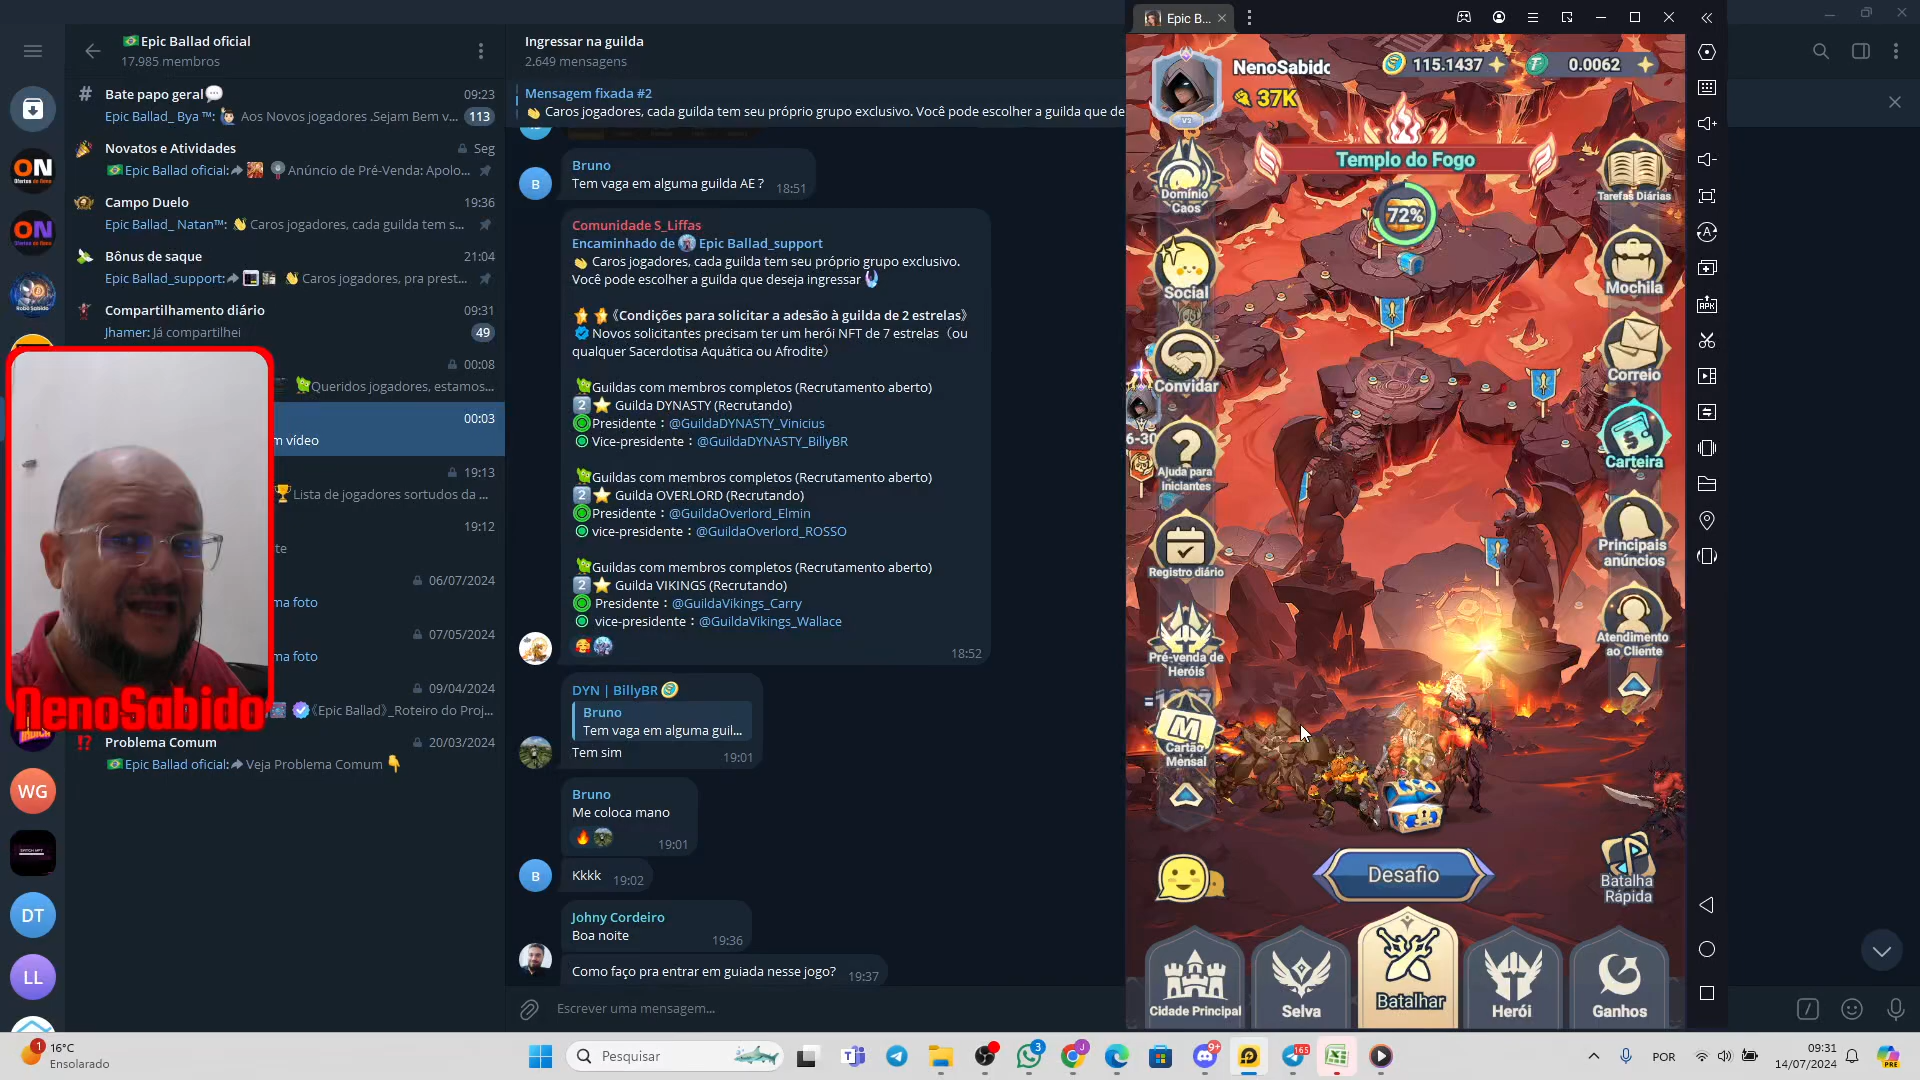 Epic Ballad oficial
17.985 membros
Bate papo geral
09:23
Epic Ballad_ Bya ™: Aos Novos jogadores .Sejam Bem v...
113
Novatos e Atividades
Seg
Epic Ballad oficial: Anúncio de Pré-Venda: Apolo...
Campo Duelo
19:36
Epic Ballad_ Natan™: Caros jogadores, cada guilda tem s...
Bônus de saque
21:04
Epic Ballad_support: Caros jogadores, pra prest...
Compartilhamento diário
09:31
Jhamer: Já compartilhei
49
00:08
Queridos jogadores, estamos...
00:03
m vídeo
19:13
Lista de jogadores sortudos da ...
19:12
te
06/07/2024
na foto
07/05/2024
na foto
09/04/2024
《Epic Ballad》_Roteiro do Proj...
Problema Comum
20/03/2024
Epic Ballad oficial: Veja Problema Comum
ON
ON
WG
DT
LL
NenoSabido
Ingressar na guilda
2.649 mensagens
Mensagem fixada #2
Caros jogadores, cada guilda tem seu próprio grupo exclusivo. Você pode escolher a guilda que de
Bruno
B
Tem vaga em alguma guilda AE ?
18:51
Comunidade S_Liffas
Encaminhado de Epic Ballad_support
Caros jogadores, cada guilda tem seu próprio grupo exclusivo.
Você pode escolher a guilda que deseja ingressar
《Condições para solicitar a adesão à guilda de 2 estrelas》
Novos solicitantes precisam ter um herói NFT de 7 estrelas（ou
qualquer Sacerdotisa Aquática ou Afrodite）
Guildas com membros completos (Recrutamento aberto)
2 Guilda DYNASTY (Recrutando)
Presidente：@GuildaDYNASTY_Vinicius
Vice-presidente：@GuildaDYNASTY_BillyBR
Guildas com membros completos (Recrutamento aberto)
2 Guilda OVERLORD (Recrutando)
Presidente：@GuildaOverlord_Elmin
vice-presidente：@GuildaOverlord_ROSSO
Guildas com membros completos (Recrutamento aberto)
2 Guilda VIKINGS (Recrutando)
Presidente：@GuildaVikings_Carry
vice-presidente：@GuildaVikings_Wallace
18:52
DYN | BillyBR
Bruno
Tem vaga em alguma guil...
Tem sim
19:01
Bruno
Me coloca mano
19:01
B
Kkkk
19:02
Johny Cordeiro
Boa noite
19:36
Como faço pra entrar em guiada nesse jogo?
19:37
Escrever uma mensagem...
Epic B...
NenoSabido
37K
V3
115.1437
0.0062
Templo do Fogo
72%
Domínio
Caos
Social
Convidar
6-30
Ajuda para
Iniciantes
Registro diário
Pré-venda de
Heróis
M
Cartão
Mensal
Tarefas Diárias
Mochila
Correio
Carteira
Principais
anúncios
Atendimento
ao Cliente
Desafio
Batalha
Rápida
Cidade Principal
Selva
Batalhar
Herói
Ganhos
APK
1
16°C
Ensolarado
Pesquisar
3
J
9+
165
POR
09:31
14/07/2024
PRE